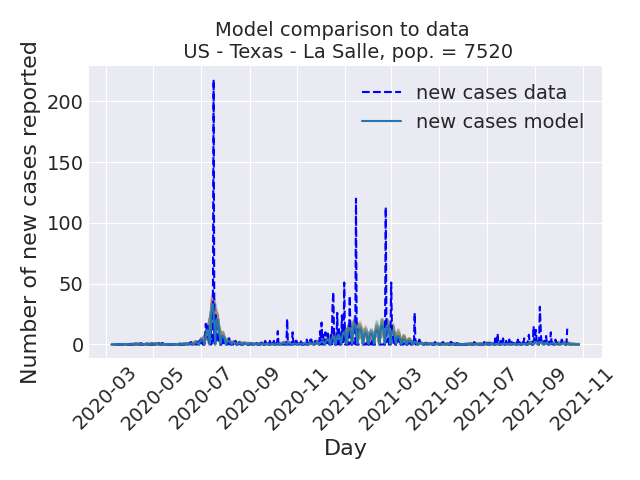 Model comparison to data
US - Texas - La Salle, pop. = 7520
Number of new cases reported
200
150
100
50
0
new cases data
new cases model
2020-03
2020-05
2020-07
2020-09
2020-11
2021-01
2021-03
2021-05
2021-07
2021-09
2021-11
Day